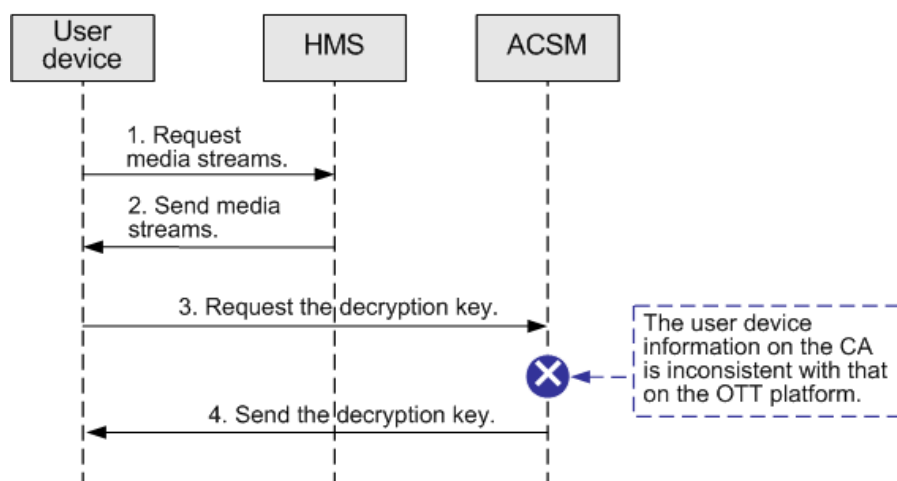 User
device
HMS
ACSM
1. Request
media streams.
2. Send media
streams.
3. Request the decryption key.
The user device
information on the CA
is inconsistent with that
on the OTT platform.
4. Send the decryption key.